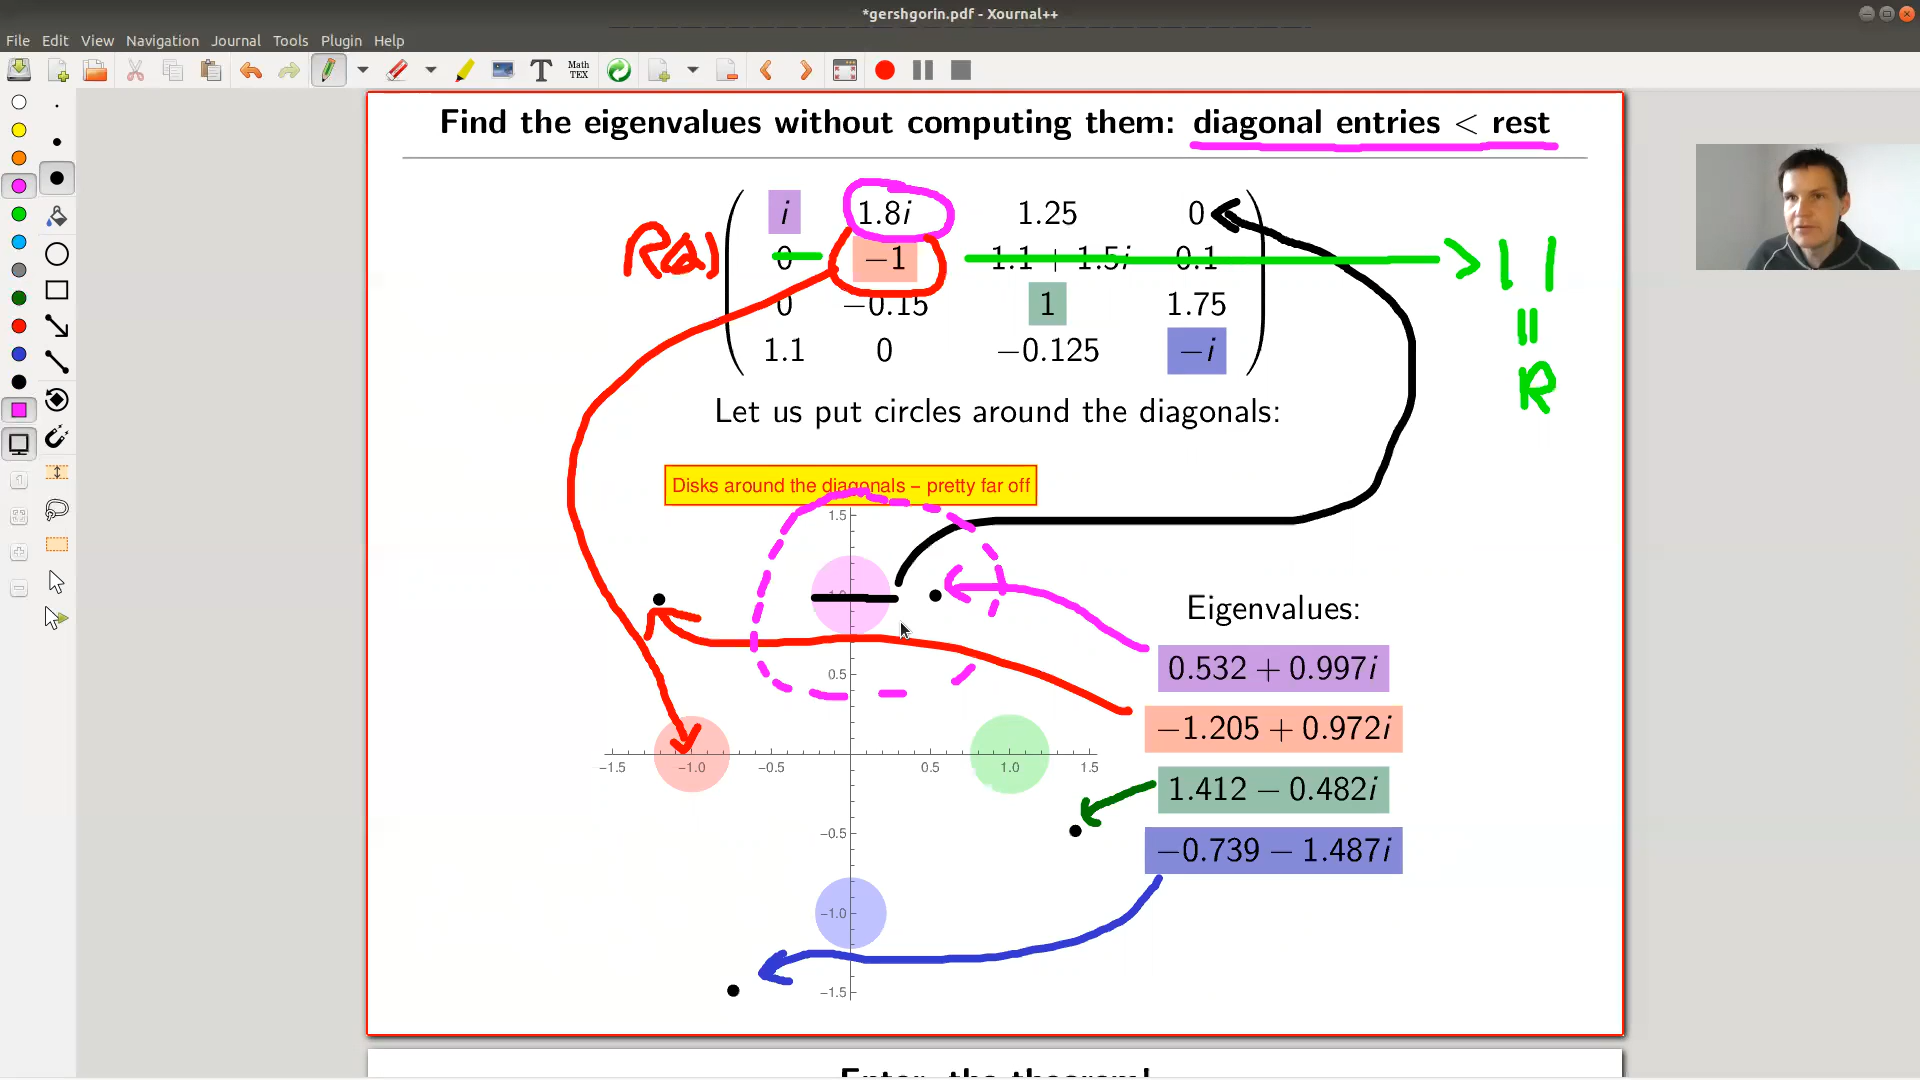 *gershgorin.pdf - Xournal++
File Edit View Navigation Journal Tools Plugin Help
Math TEX
Find the eigenvalues without computing them: diagonal entries < rest
R(2)
i 1.8i 1.25 0
0 −1 1.1 + 1.5i 0.1
0 −0.15 1 1.75
1.1 0 −0.125 −i
| |
=
R
Let us put circles around the diagonals:
Disks around the diagonals – pretty far off
1.5
1.0
0.5
−1.5 −1.0 −0.5 0.5 1.0 1.5
−0.5
−1.0
−1.5
Eigenvalues:
0.532 + 0.997i
−1.205 + 0.972i
1.412 − 0.482i
−0.739 − 1.487i
Enter, the theorem!